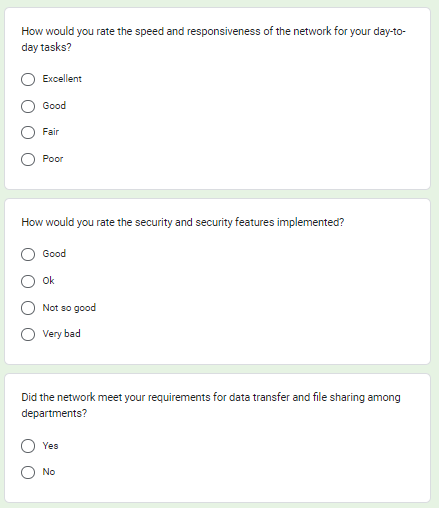 How would you rate the speed and responsiveness of the network for your day-to-
day tasks?
Excellent
Good
Fair
Poor
How would you rate the security and security features implemented?
Good
Ok
Not so good
Very bad
Did the network meet your requirements for data transfer and file sharing among
departments?
Yes
No